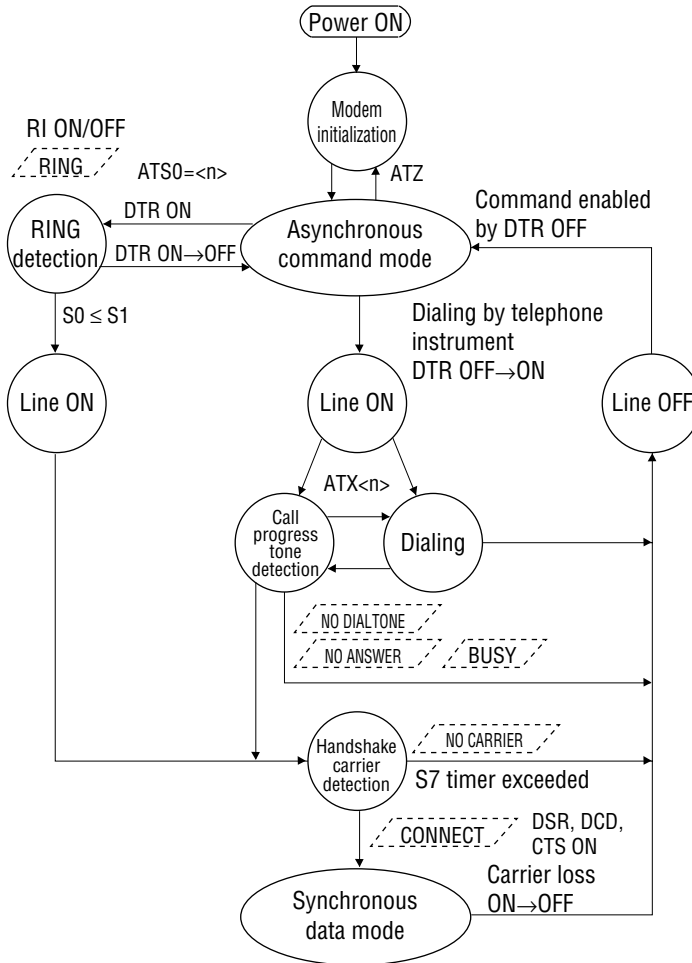 Power ON
Modem
initialization
RI ON/OFF
RING
ATS0=<n>
ATZ
DTR ON
RING
detection
DTR ON→OFF
Asynchronous
command mode
Command enabled
by DTR OFF
S0 ≤ S1
Dialing by telephone
instrument
DTR OFF→ON
Line ON
Line ON
Line OFF
ATX<n>
Call
progress
tone
detection
Dialing
NO DIALTONE
NO ANSWER
BUSY
Handshake
carrier
detection
NO CARRIER
S7 timer exceeded
CONNECT
DSR, DCD,
CTS ON
Carrier loss
ON→OFF
Synchronous
data mode